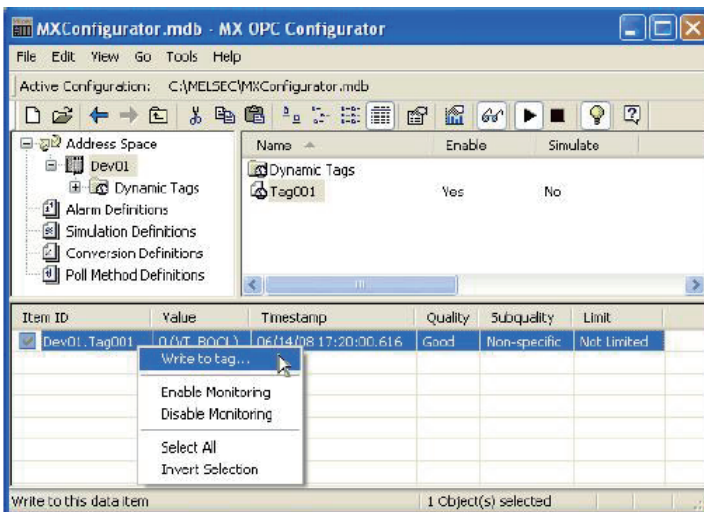 MXConfigurator.mdb - MX OPC Configurator
File Edit View Go Tools Help
Active Configuration: C:\MELSEC\MXConfigurator.mdb
Address Space
Dev01
Dynamic Tags
Alarm Definitions
Simulation Definitions
Conversion Definitions
Poll Method Definitions
Name Enable Simulate
Dynamic Tags
Tag001 Yes No
Item ID Value Timestamp Quality Subquality Limit
Dev01.Tag001 0 (VT_BOOL) 06/14/08 17:20:00.616 Good Non-specific Not Limited
Write to tag...
Enable Monitoring
Disable Monitoring
Select All
Invert Selection
Write to this data item 1 Object(s) selected